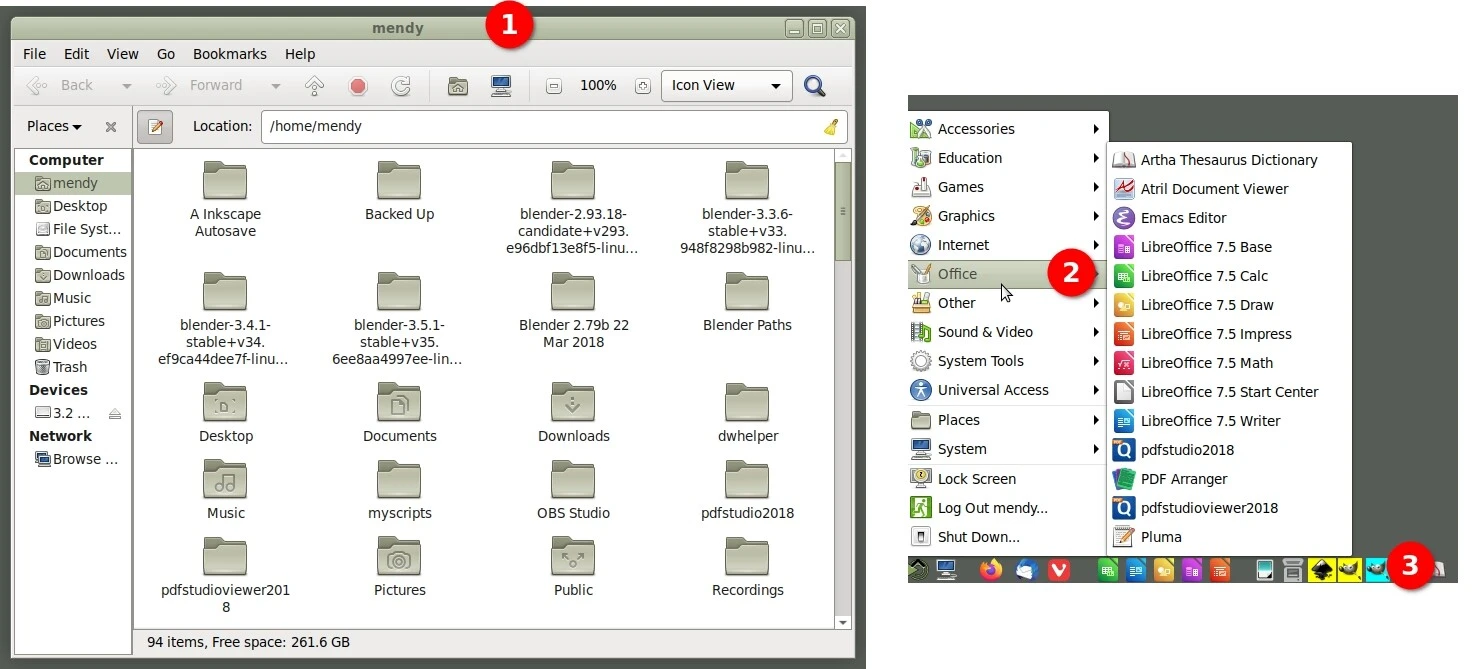 mendy
1
File Edit View Go Bookmarks Help
Back Forward 100% Icon View
Places Location: /home/mendy
Computer
mendy
Desktop
File Syst...
Documents
Downloads
Music
Pictures
Videos
Trash
Devices
3.2 ...
Network
Browse ...
A Inkscape
Autosave
Backed Up
blender-2.93.18-
candidate+v293.
e96dbf13e8f5-linu...
blender-3.3.6-
stable+v33.
948f8298b982-linu...
blender-3.4.1-
stable+v34.
ef9ca44dee7f-linu...
blender-3.5.1-
stable+v35.
6ee8aa4997ee-lin...
Blender 2.79b 22
Mar 2018
Blender Paths
Desktop
Documents
Downloads
dwhelper
Music
myscripts
OBS Studio
pdfstudio2018
pdfstudioviewer201
8
Pictures
Public
Recordings
94 items, Free space: 261.6 GB
Accessories
Education
Games
Graphics
Internet
Office
2
Other
Sound & Video
System Tools
Universal Access
Places
System
Lock Screen
Log Out mendy...
Shut Down...
Artha Thesaurus Dictionary
Atril Document Viewer
Emacs Editor
LibreOffice 7.5 Base
LibreOffice 7.5 Calc
LibreOffice 7.5 Draw
LibreOffice 7.5 Impress
LibreOffice 7.5 Math
LibreOffice 7.5 Start Center
LibreOffice 7.5 Writer
pdfstudio2018
PDF Arranger
pdfstudioviewer2018
Pluma
3